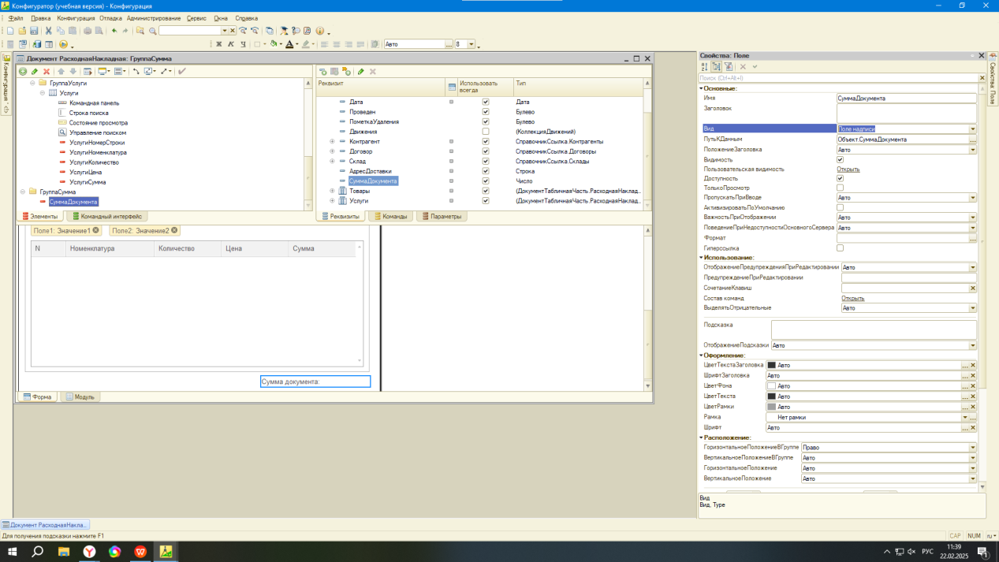 Конфигуратор (учебная версия) - Конфигурация
Файл Правка Конфигурация Отладка Администрирование Сервис Окна Справка
Ж К Ч Авто 8
Конфигурация *
Документ РасходнаяНакладная: ГруппаСумма
ГруппаУслуги
Услуги
Командная панель
Строка поиска
Состояние просмотра
Управление поиском
УслугиНомерСтроки
УслугиНоменклатура
УслугиКоличество
УслугиЦена
УслугиСумма
ГруппаСумма
СуммаДокумента
Элементы Командный интерфейс
Реквизит Использовать всегда Тип
Дата Дата
Проведен Булево
ПометкаУдаления Булево
Движения (КоллекцияДвижений)
Контрагент СправочникСсылка.Контрагенты
Договор СправочникСсылка.Договоры
Склад СправочникСсылка.Склады
АдресДоставки Строка
СуммаДокумента Число
Товары (ДокументТабличнаяЧасть.РасходнаяНаклад...
Услуги (ДокументТабличнаяЧасть.РасходнаяНаклад...
Реквизиты Команды Параметры
Поле1: Значение1 Поле2: Значение2
N Номенклатура Количество Цена Сумма
Сумма документа:
Форма Модуль
Свойства: Поле
Поиск (Ctrl+Alt+I)
Основные:
Имя СуммаДокумента
Заголовок
Вид Поле надписи
ПутьКДанным Объект.СуммаДокумента
ПоложениеЗаголовка Авто
Видимость
Пользовательская видимость Открыть
Доступность
ТолькоПросмотр
ПропускатьПриВводе Авто
АктивизироватьПоУмолчанию
ВажностьПриОтображении Авто
ПоведениеПриНедоступностиОсновногоСервера Авто
Формат
Гиперссылка
Использование:
ОтображениеПредупрежденияПриРедактировании Авто
ПредупреждениеПриРедактировании
СочетаниеКлавиш
Состав команд Открыть
ВыделятьОтрицательные Авто
Подсказка
ОтображениеПодсказки Авто
Оформление:
ЦветТекстаЗаголовка Авто
ШрифтЗаголовка Авто
ЦветФона Авто
ЦветТекста Авто
ЦветРамки Авто
Рамка Нет рамки
Шрифт Авто
Расположение:
ГоризонтальноеПоложениеВГруппе Право
ВертикальноеПоложениеВГруппе Авто
ГоризонтальноеПоложение Авто
ВертикальноеПоложение Авто
Вид
Вид, Type
Свойства: Поле
Документ РасходнаяНакла...
Для получения подсказки нажмите F1
CAP NUM ru
РУС
11:39
22.02.2025
1